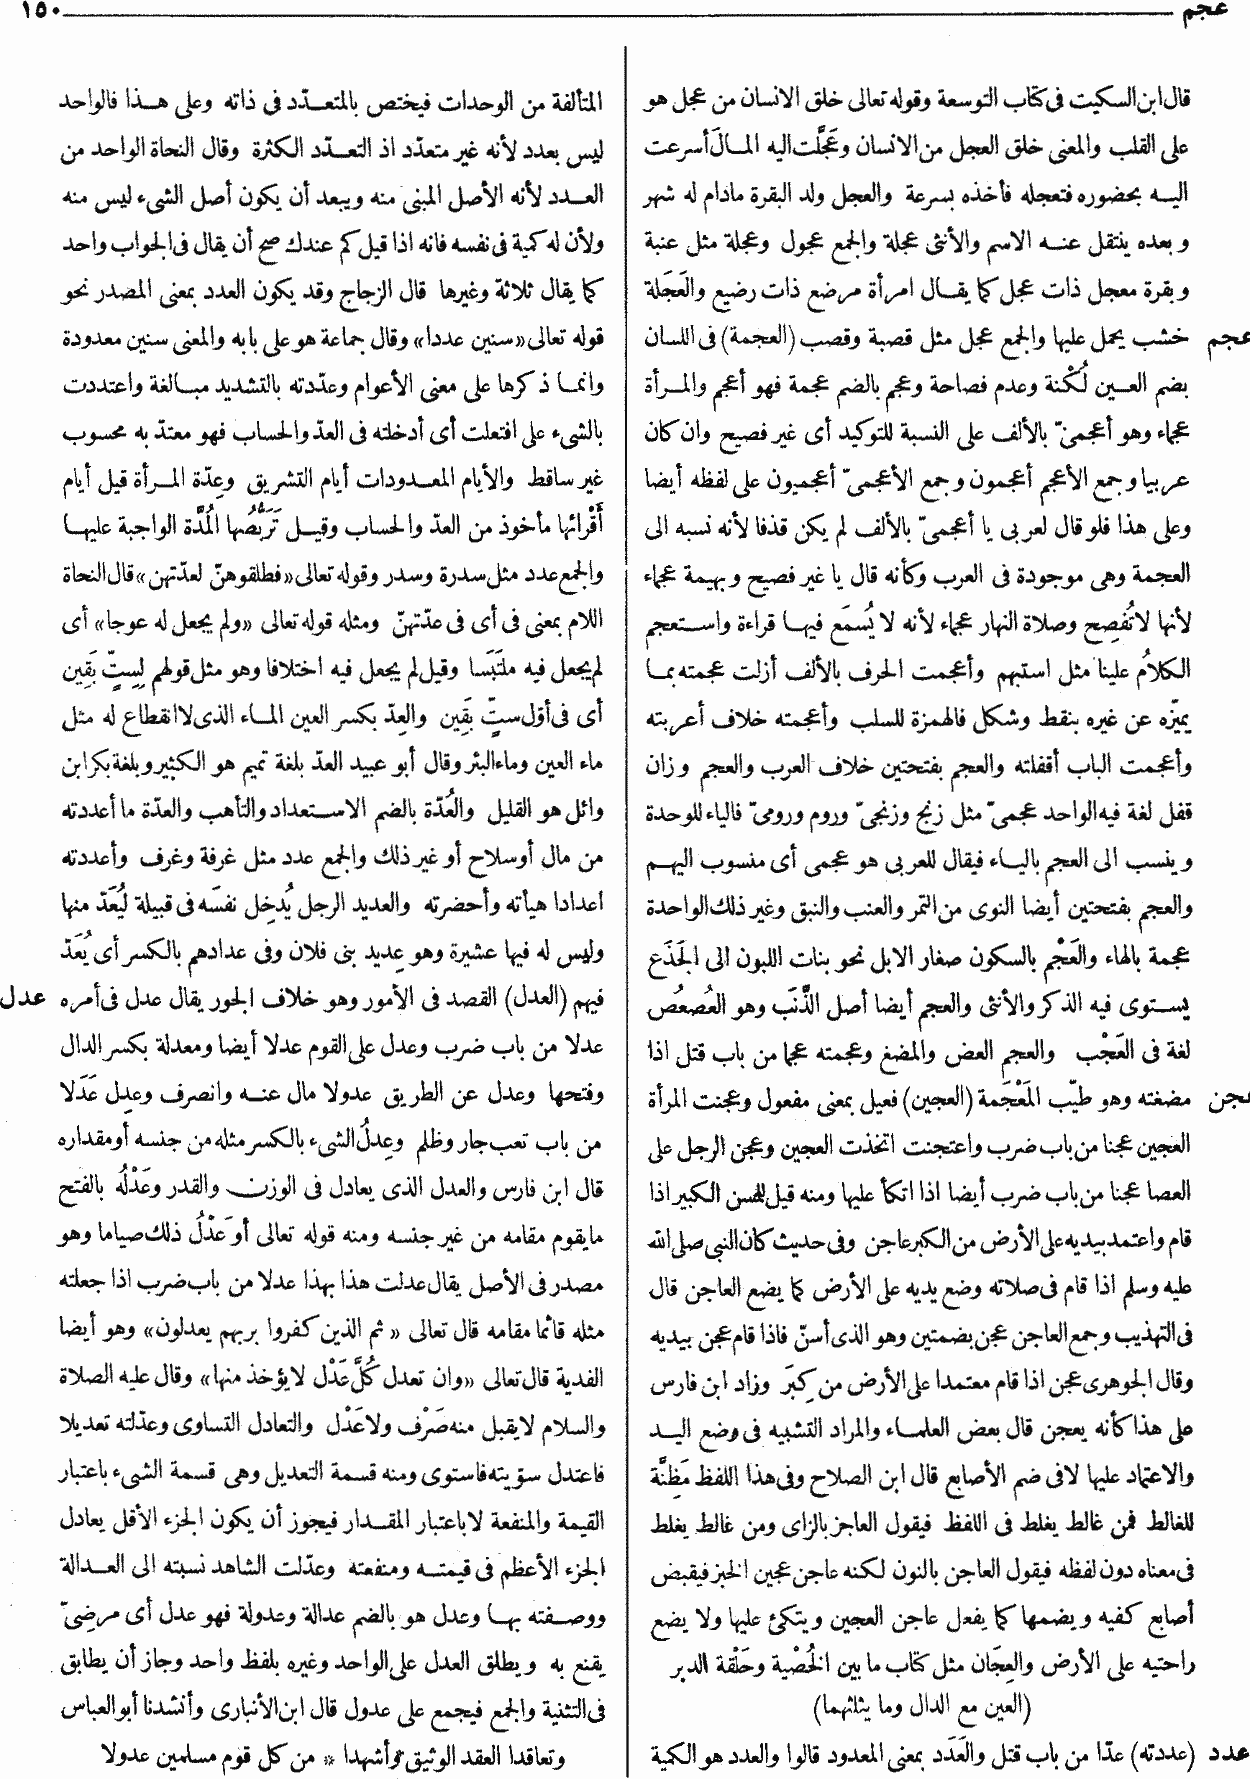 عجم ١٥٠
قال ابن السكيت فى كتاب التوسعة وقوله تعالى خلق الانسان من عجل هو
على القلب والمعنى خلق العجل من الانسان وعَجَّلت اليه المالَ أسرعت
اليه بحضوره فتعجله فأخذه بسرعة والعجل ولد البقرة مادام له شهر
وبعده ينتقل عنه الاسم والأنثى عجلة والجمع عجول وعجلة مثل عنبة
وبقرة معجل ذات عجل كما يقال امرأة مرضع ذات رضيع والعَجَلة
عجم خشب يحمل عليها والجمع عجل مثل قصبة وقصب (العجمة) فى اللسان
بضم العين لُكْنة وعدم فصاحة وعجم بالضم عجمة فهو أعجم والمرأة
عجماء وهو أعجمىّ بالألف على النسبة للتوكيد أى غير فصيح وان كان
عربيا وجمع الأعجم أعجمون وجمع الأعجمىّ أعجميون على لفظه أيضا
وعلى هذا فلو قال لعربى يا أعجمىّ بالألف لم يكن قذفا لأنه نسبه الى
العجمة وهى موجودة فى العرب وكأنه قال يا غير فصيح وبهيمة عجماء
لأنها لاتُفصِح وصلاة النهار عجماء لأنه لا يُسمَع فيها قراءة واستعجم
الكلامُ علينا مثل استبهم وأعجمت الحرف بالألف أزلت عجمته بما
يميّزه عن غيره بنقط وشكل فالهمزة للسلب وأعجمته خلاف أعربته
وأعجمت الباب أقفلته والعجم بفتحتين خلاف العرب والعجم وزان
قفل لغة فيه الواحد عجمىّ مثل زنج وزنجىّ وروم ورومىّ فالياء للوحدة
وينسب الى العجم بالياء فيقال للعربى هو عجمى أى منسوب اليهم
والعجم بفتحتين أيضا النوى من التمر والعنب والنبق وغير ذلك الواحدة
عجمة بالهاء والعَجْم بالسكون صغار الابل نحو بنات اللبون الى الجَذَع
يستوى فيه الذكر والأنثى والعجم أيضا أصل الذَّنَب وهو العُصعُص
لغة فى العَجْب والعجم العض والمضغ وعجمته عجما من باب قتل اذا
عجن مضغته وهو طيّب المَعْجَمة (العجين) فعيل بمعنى مفعول وعجنت المرأة
العجين عجنا من باب ضرب واعتجنت اتخذت العجين وعجن الرجل على
العصا عجنا من باب ضرب أيضا اذا اتكأ عليها ومنه قيل للسن الكبير اذا
قام واعتمد بيديه على الأرض من الكبر عاجن وفى حديث كان النبى صلى الله
عليه وسلم اذا قام فى صلاته وضع يديه على الأرض كما يضع العاجن قال
فى التهذيب وجمع العاجن عجن بضمتين وهو الذى أسنّ فاذا قام عجن بيديه
وقال الجوهرى عجن اذا قام معتمدا على الأرض من كِبَر وزاد ابن فارس
على هذا كأنه يعجن قال بعض العلماء والمراد التشبيه فى وضع اليد
والاعتماد عليها لافى ضم الأصابع قال ابن الصلاح وفى هذا اللفظ مَظِنَّة
للغالط فمن غالط يغلط فى اللفظ فيقول العاجز بالزاى ومن غالط يغلط
فى معناه دون لفظه فيقول العاجن بالنون لكنه عاجن عجين الخبز فيقبض
أصابع كفيه ويضمها كما يفعل عاجن العجين ويتكئ عليها ولا يضع
راحتيه على الأرض والعِجَان مثل كتاب ما بين الخُصْية وحَلْقة الدبر
(العين مع الدال وما يثلثهما)
عدد (عددته) عدّا من باب قتل والعَدَد بمعنى المعدود قالوا والعدد هو الكمية
المتألفة من الوحدات فيختص بالمتعدّد فى ذاته وعلى هذا فالواحد
ليس بعدد لأنه غير متعدّد اذ التعدّد الكثرة وقال النحاة الواحد من
العدد لأنه الأصل المبنى منه ويبعد أن يكون أصل الشىء ليس منه
ولأن له كمية فى نفسه فانه اذا قيل كم عندك صح أن يقال فى الجواب واحد
كما يقال ثلاثة وغيرها قال الزجاج وقد يكون العدد بمعنى المصدر نحو
قوله تعالى «سنين عددا» وقال جماعة هو على بابه والمعنى سنين معدودة
وانما ذكرها على معنى الأعوام وعدّدته بالتشديد مبالغة واعتددت
بالشىء على افتعلت أى أدخلته فى العدّ والحساب فهو معتدّ به محسوب
غير ساقط والأيام المعدودات أيام التشريق وعِدّة المرأة قيل أيام
أَقْرائها مأخوذ من العدّ والحساب وقيل تَرَبُّصُها المُدَّة الواجبة عليها
والجمع عدد مثل سدرة وسدر وقوله تعالى «فطلقوهنّ لعدّتهن» قال النحاة
اللام بمعنى فى أى فى عدّتهنّ ومثله قوله تعالى «ولم يجعل له عوجا» أى
لم يجعل فيه ملتَبَسا وقيل لم يجعل فيه اختلافا وهو مثل قولهم لِسِتٍّ بَقِين
أى فى أوّل ستٍّ بقِين والعِدّ بكسر العين الماء الذى لاانقطاع له مثل
ماء العين وماء البئر وقال أبو عبيد العدّ بلغة تميم هو الكثير وبلغة بكر ابن
وائل هو القليل والعُدّة بالضم الاستعداد والتأهب والعدّة ما أعددته
من مال أو سلاح أو غير ذلك والجمع عدد مثل غرفة وغرف وأعددته
أعدادا هيأته وأحضرته والعديد الرجل يُدخِل نفسَه فى قبيلة ليُعَدّ منها
وليس له فيها عشيرة وهو عِديد بنى فلان وفى عدادهم بالكسر أى يُعَدّ
فيهم (العدل) القصد فى الأمور وهو خلاف الجور يقال عدل فى أمره عدل
عدلا من باب ضرب وعدل على القوم عدلا أيضا ومعدلة بكسر الدال
وفتحها وعدل عن الطريق عدولا مال عنه وانصرف وعدِل عَدَلا
من باب تعب جار وظلم وعِدلُ الشىء بالكسر مثله من جنسه أو مقداره
قال ابن فارس والعدل الذى يعادل فى الوزن والقدر وعَدْلُه بالفتح
مايقوم مقامه من غير جنسه ومنه قوله تعالى أو عَدْلُ ذلك صياما وهو
مصدر فى الأصل يقال عدلت هذا بهذا عدلا من باب ضرب اذا جعلته
مثله قائما مقامه قال تعالى « ثم الذين كفروا بربهم يعدلون» وهو أيضا
الفدية قال تعالى «وان تعدل كُلَّ عَدْل لايؤخذ منها» وقال عليه الصلاة
والسلام لايقبل منه صَرْف ولا عَدْل والتعادل التساوى وعدّلته تعديلا
فاعتدل سوّيته فاستوى ومنه قسمة التعديل وهى قسمة الشىء باعتبار
القيمة والمنفعة لاباعتبار المقدار فيجوز أن يكون الجزء الأقل يعادل
الجزء الأعظم فى قيمته ومنفعته وعدّلت الشاهد نسبته الى العدالة
ووصفته بها وعدل هو بالضم عدالة وعدولة فهو عدل أى مرضىّ
يقنع به ويطلق العدل على الواحد وغيره بلفظ واحد وجاز أن يطابق
فى التثنية والجمع فيجمع على عدول قال ابن الأنبارى وأنشدنا أبو العباس
وتعاقدا العقد الوثيق وأشهدا * من كل قوم مسلمين عدولا